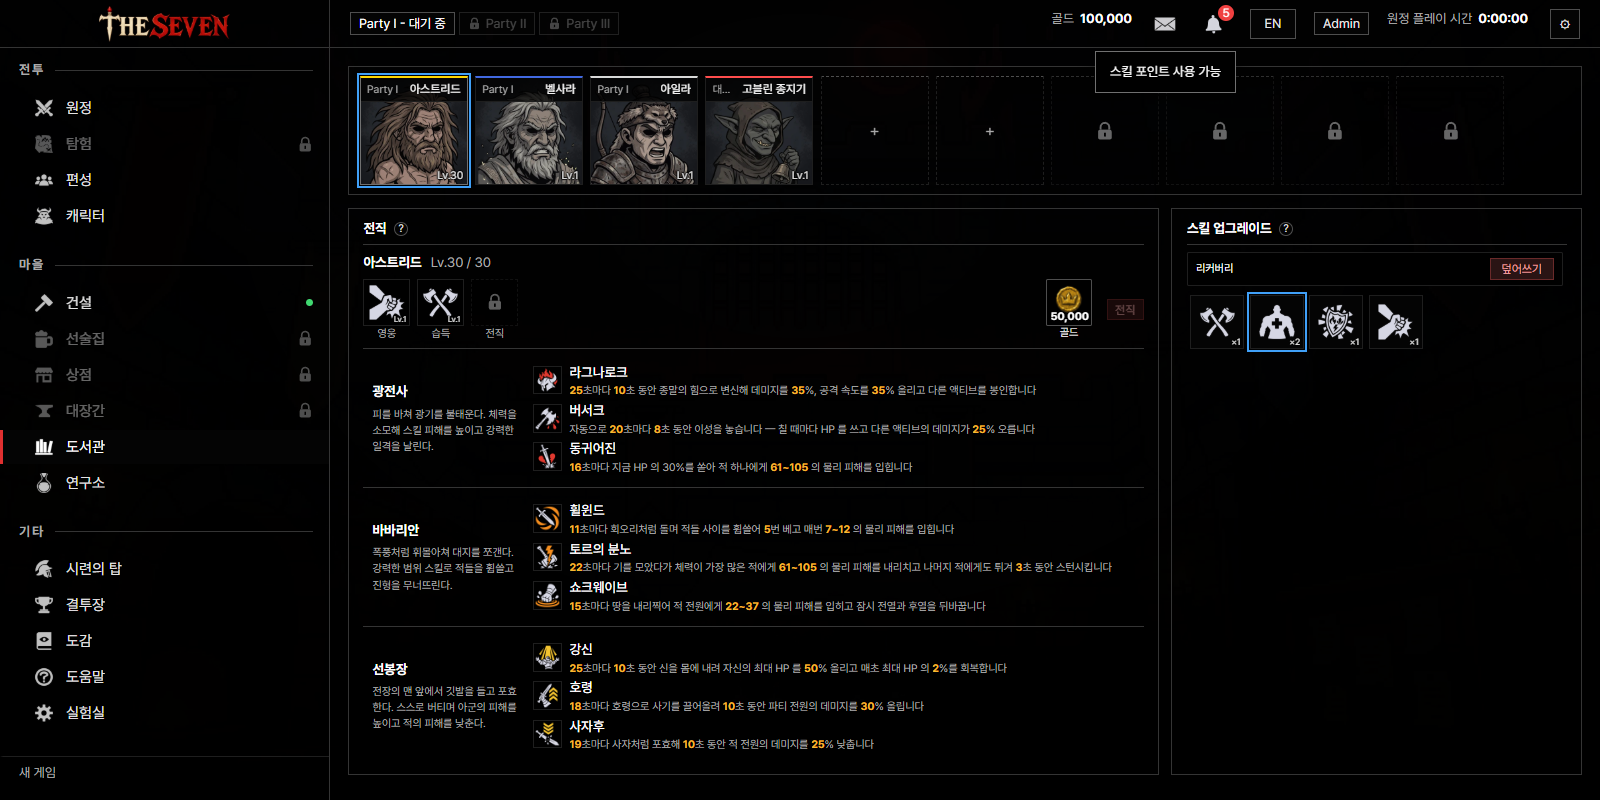 THE SEVEN
Party I - 대기 중
Party II
Party III
골드 100,000
5
EN
Admin
원정 플레이 시간 0:00:00
스킬 포인트 사용 가능
전투
원정
탐험
편성
캐릭터
마을
건설
선술집
상점
대장간
도서관
연구소
기타
시련의 탑
결투장
도감
도움말
실험실
새 게임
Party I 아스트리드
Lv.30
Party I 벨사라
Lv.1
Party I 아일라
Lv.1
대... 고블린 종지기
Lv.1
+
+
전직 ?
아스트리드 Lv.30 / 30
Lv.1
영웅
Lv.1
습득
전직
50,000
골드
전직
광전사
피를 바쳐 광기를 불태운다. 체력을
소모해 스킬 피해를 높이고 강력한
일격을 날린다.
라그나로크
25초마다 10초 동안 종말의 힘으로 변신해 데미지를 35%, 공격 속도를 35% 올리고 다른 액티브를 봉인합니다
버서크
자동으로 20초마다 8초 동안 이성을 놓습니다 — 칠 때마다 HP 를 쓰고 다른 액티브의 데미지가 25% 오릅니다
동귀어진
16초마다 지금 HP 의 30%를 쏟아 적 하나에게 61~105 의 물리 피해를 입힙니다
바바리안
폭풍처럼 휘몰아쳐 대지를 쪼갠다.
강력한 범위 스킬로 적들을 휩쓸고
진형을 무너뜨린다.
휠윈드
11초마다 회오리처럼 돌며 적들 사이를 휩쓸어 5번 베고 매번 7~12 의 물리 피해를 입힙니다
토르의 분노
22초마다 기를 모았다가 체력이 가장 많은 적에게 61~105 의 물리 피해를 내리치고 나머지 적에게도 튀겨 3초 동안 스턴시킵니다
쇼크웨이브
15초마다 땅을 내리찍어 적 전원에게 22~37 의 물리 피해를 입히고 잠시 전열과 후열을 뒤바꿉니다
선봉장
전장의 맨 앞에서 깃발을 들고 포효
한다. 스스로 버티며 아군의 피해를
높이고 적의 피해를 낮춘다.
강신
25초마다 10초 동안 신을 몸에 내려 자신의 최대 HP 를 50% 올리고 매초 최대 HP 의 2%를 회복합니다
호령
18초마다 호령으로 사기를 끌어올려 10초 동안 파티 전원의 데미지를 30% 올립니다
사자후
19초마다 사자처럼 포효해 10초 동안 적 전원의 데미지를 25% 낮춥니다
스킬 업그레이드 ?
리커버리
덮어쓰기
×1
×2
×1
×1